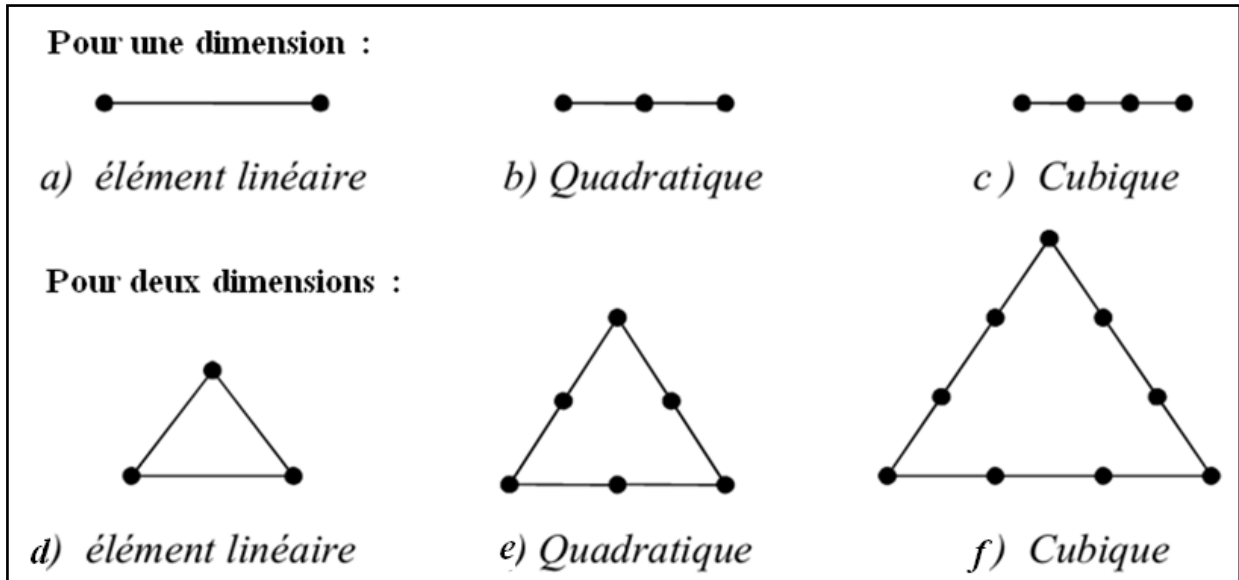 Pour une dimension :
a) élément linéaire
b) Quadratique
c ) Cubique
Pour deux dimensions :
d) élément linéaire
e) Quadratique
f) Cubique